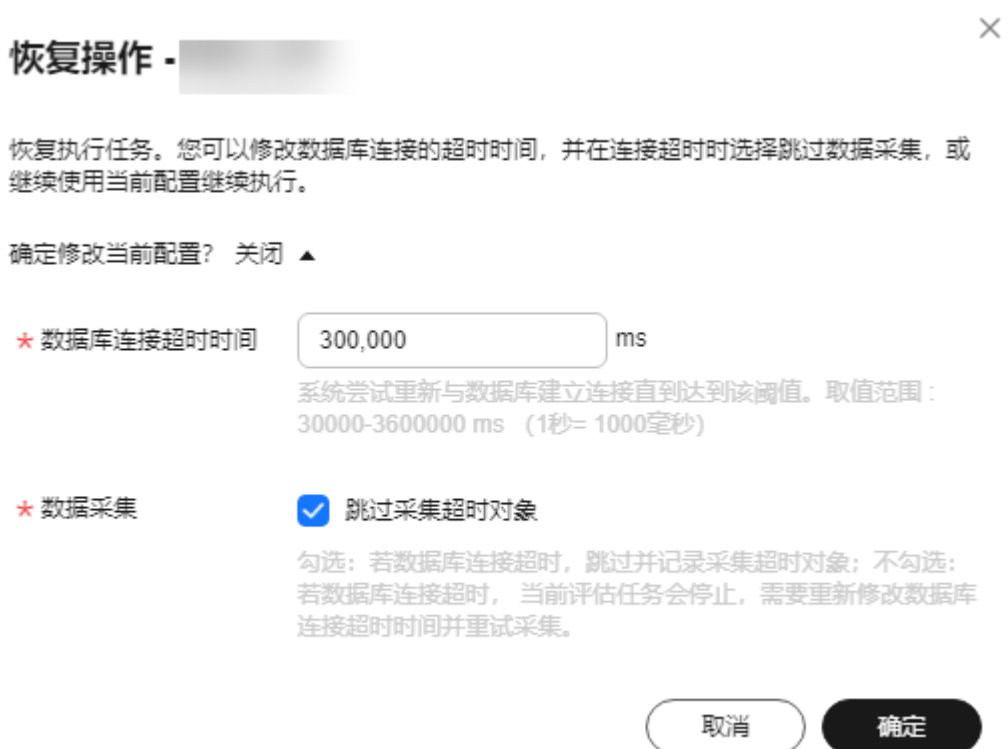 恢复操作 -
恢复执行任务。您可以修改数据库连接的超时时间，并在连接超时时选择跳过数据采集，或
继续使用当前配置继续执行。
确定修改当前配置？ 关闭 ▲
* 数据库连接超时时间 300,000 ms
系统尝试重新与数据库建立连接直到达到该阈值。取值范围：
30000-3600000 ms （1秒= 1000毫秒）
* 数据采集 跳过采集超时对象
勾选：若数据库连接超时，跳过并记录采集超时对象；不勾选：
若数据库连接超时， 当前评估任务会停止，需要重新修改数据库
连接超时时间并重试采集。
取消 确定